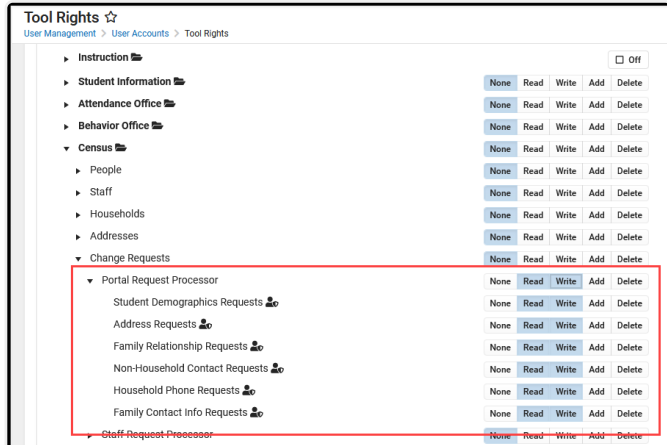 Tool Rights
User Management > User Accounts > Tool Rights
Instruction Off
Student Information None Read Write Add Delete
Attendance Office None Read Write Add Delete
Behavior Office None Read Write Add Delete
Census None Read Write Add Delete
People None Read Write Add Delete
Staff None Read Write Add Delete
Households None Read Write Add Delete
Addresses None Read Write Add Delete
Change Requests None Read Write Add Delete
Portal Request Processor None Read Write Add Delete
Student Demographics Requests None Read Write Add Delete
Address Requests None Read Write Add Delete
Family Relationship Requests None Read Write Add Delete
Non-Household Contact Requests None Read Write Add Delete
Household Phone Requests None Read Write Add Delete
Family Contact Info Requests None Read Write Add Delete
Staff Request Processor None Read Write Add Delete